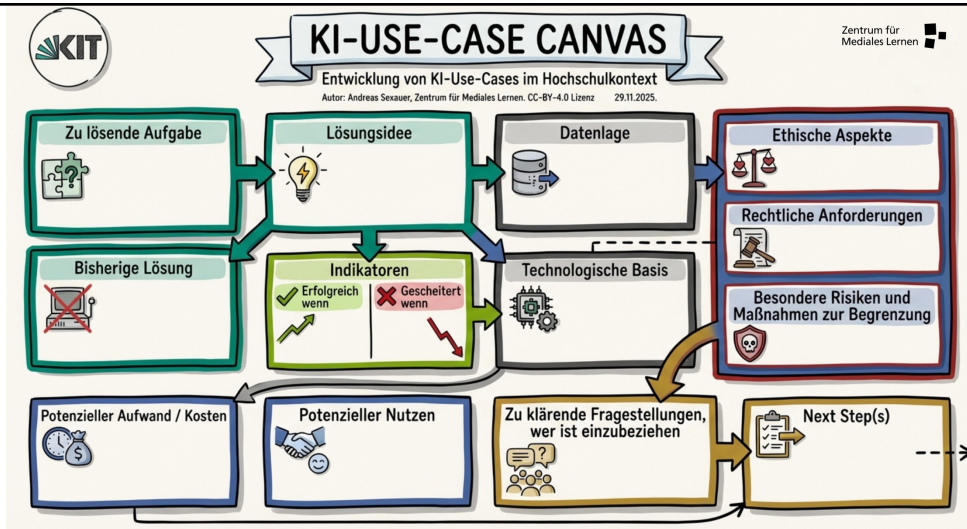 KIT
KI-USE-CASE CANVAS
Entwicklung von KI-Use-Cases im Hochschulkontext
Autor: Andreas Sexauer, Zentrum für Mediales Lernen. CC-BY-4.0 Lizenz 29.11.2025.
Zentrum für
Mediales Lernen
Zu lösende Aufgabe
?
Lösungsidee
Datenlage
Ethische Aspekte
Rechtliche Anforderungen
Besondere Risiken und
Maßnahmen zur Begrenzung
Bisherige Lösung
Indikatoren
Erfolgreich
wenn
Gescheitert
wenn
Technologische Basis
Potenzieller Aufwand / Kosten
$
Potenzieller Nutzen
Zu klärende Fragestellungen,
wer ist einzubeziehen
?
Next Step(s)